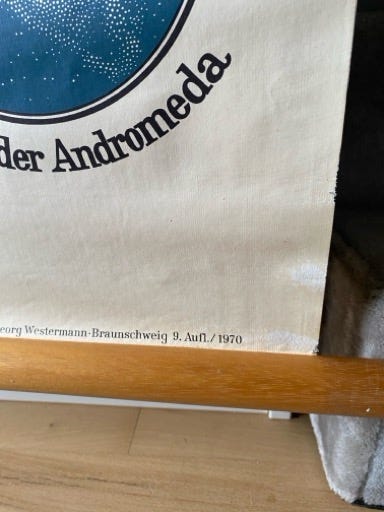 der Andromeda
eorg Westermann-Braunschweig 9. Aufl./1970